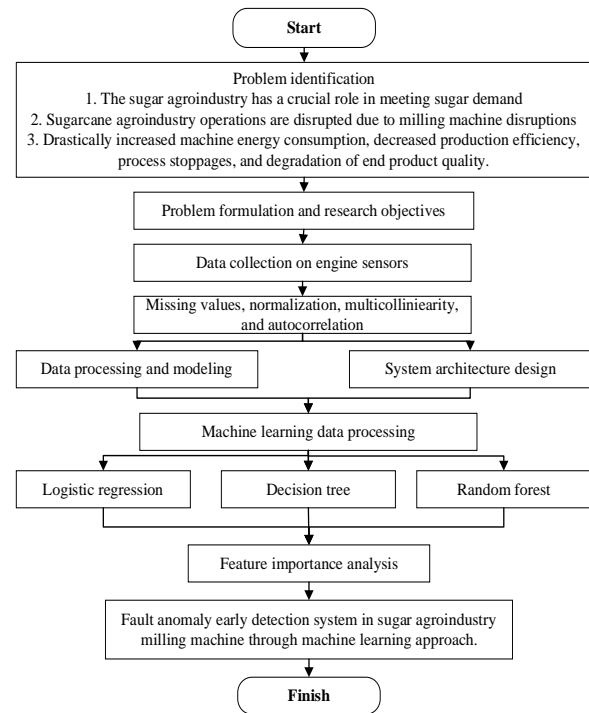 Start
Problem identification
1. The sugar agroindustry has a crucial role in meeting sugar demand
2. Sugarcane agroindustry operations are disrupted due to milling machine disruptions
3. Drastically increased machine energy consumption, decreased production efficiency,
process stoppages, and degradation of end product quality.
Problem formulation and research objectives
Data collection on engine sensors
Missing values, normalization, multicolliniearity,
and autocorrelation
Data processing and modeling
System architecture design
Machine learning data processing
Logistic regression
Decision tree
Random forest
Feature importance analysis
Fault anomaly early detection system in sugar agroindustry
milling machine through machine learning approach.
Finish